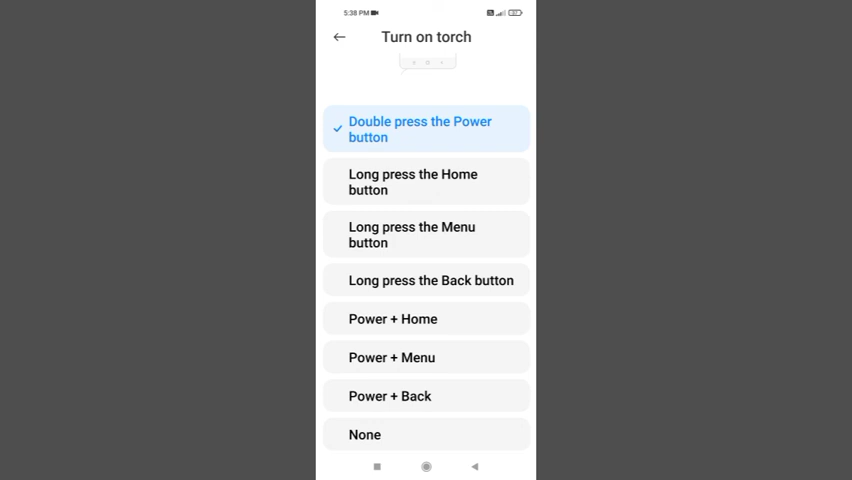 5:38 PM
Turn on torch
Double press the Power
button
Long press the Home
button
Long press the Menu
button
Long press the Back button
Power + Home
Power + Menu
Power + Back
None